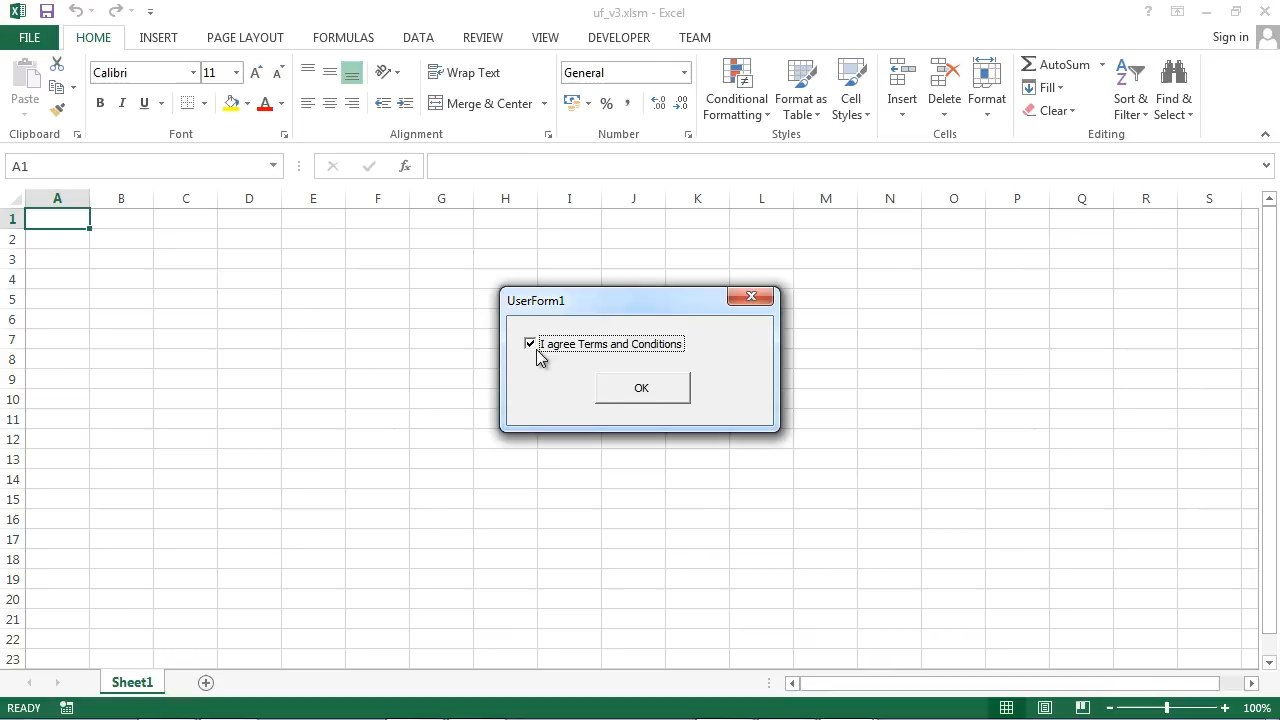 uf_v3.xlsm - Excel
FILE HOME INSERT PAGE LAYOUT FORMULAS DATA REVIEW VIEW DEVELOPER TEAM Sign in
Paste
Calibri 11
B I U A
Wrap Text
Merge & Center
General
% ,
Conditional Formatting
Format as Table
Cell Styles
Insert Delete Format
AutoSum
Fill
Clear
Sort & Filter
Find & Select
Clipboard Font Alignment Number Styles Cells Editing
A1 fx
A B C D E F G H I J K L M N O P Q R S
1
2
3
4
5
6
7
8
9
10
11
12
13
14
15
16
17
18
19
20
21
22
23
UserForm1
I agree Terms and Conditions
OK
Sheet1
READY 100%